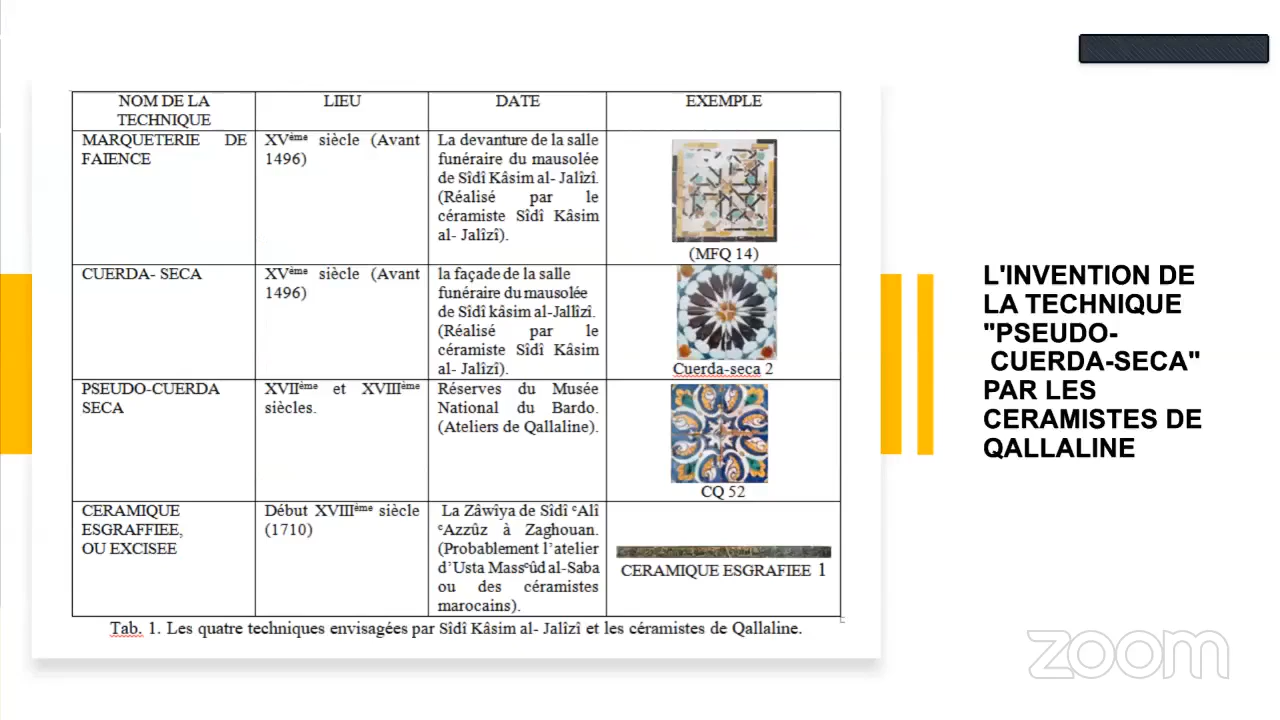 NOM DE LA TECHNIQUE
LIEU
DATE
EXEMPLE
MARQUETERIE DE
FAIENCE
XVème siècle (Avant
1496)
La devanture de la salle
funéraire du mausolée
de Sîdî Kâsim al- Jalîzî.
(Réalisé par le
céramiste Sîdî Kâsim
al- Jalîzî).
(MFQ 14)
CUERDA- SECA
XVème siècle (Avant
1496)
la façade de la salle
funéraire du mausolée
de Sîdî kâsim al-Jallîzî.
(Réalisé par le
céramiste Sîdî Kâsim
al- Jalîzî).
Cuerda-seca 2
PSEUDO-CUERDA
SECA
XVIIème et XVIIIème
siècles.
Réserves du Musée
National du Bardo.
(Ateliers de Qallaline).
CQ 52
CERAMIQUE
ESGRAFFIEE,
OU EXCISEE
Début XVIIIème siècle
(1710)
La Zâwîya de Sîdî ᶜAlî
ᶜAzzûz à Zaghouan.
(Probablement l'atelier
d'Usta Massᶜûd al-Saba
ou des céramistes
marocains).
CERAMIQUE ESGRAFIEE 1
Tab. 1. Les quatre techniques envisagées par Sîdî Kâsim al- Jalîzî et les céramistes de Qallaline.
L'INVENTION DE
LA TECHNIQUE
"PSEUDO-
CUERDA-SECA"
PAR LES
CERAMISTES DE
QALLALINE
zoom